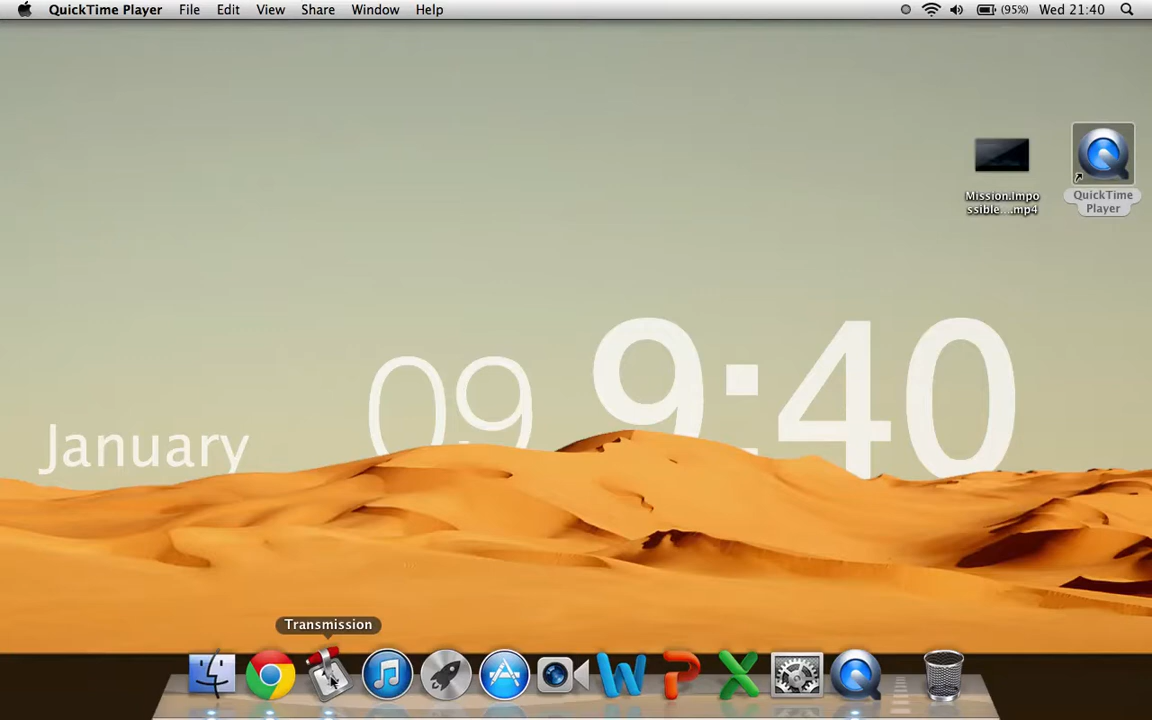 QuickTime Player File Edit View Share Window Help (95%) Wed 21:40
Mission.Impo
ssible....mp4
QuickTime
Player
January 09 9:40
Transmission